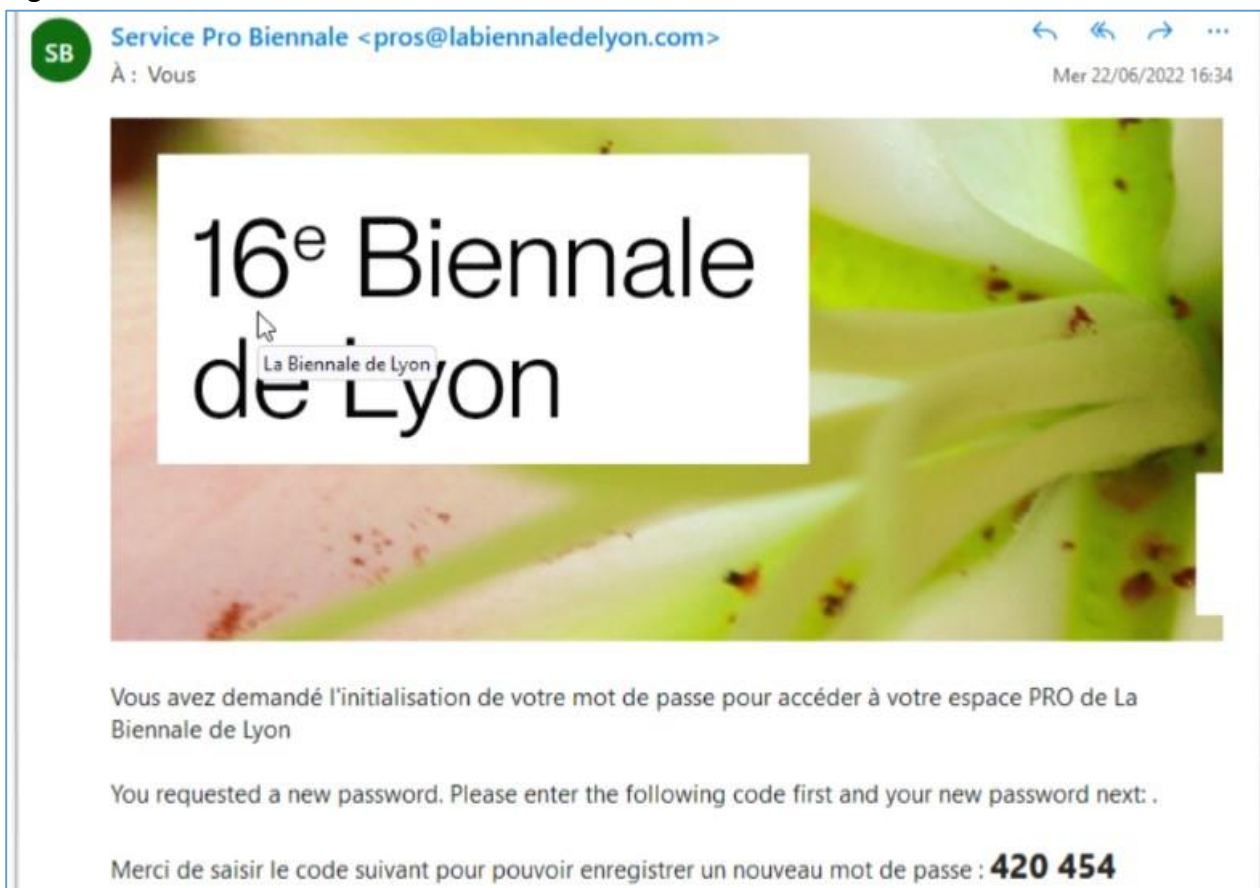 SB
Service Pro Biennale <pros@labiennaledelyon.com>
À : Vous
Mer 22/06/2022 16:34
16e Biennale
de Lyon
La Biennale de Lyon
Vous avez demandé l'initialisation de votre mot de passe pour accéder à votre espace PRO de La
Biennale de Lyon
You requested a new password. Please enter the following code first and your new password next: .
Merci de saisir le code suivant pour pouvoir enregistrer un nouveau mot de passe : 420 454